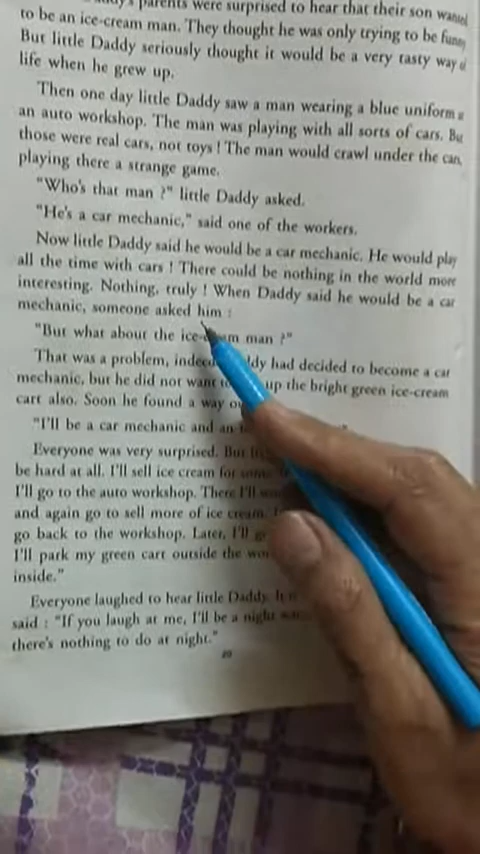 parents were surprised to hear that their son wanted
to be an ice-cream man. They thought he was only trying to be funny
But little Daddy seriously thought it would be a very tasty way of
life when he grew up.
Then one day little Daddy saw a man wearing a blue uniform
an auto workshop. The man was playing with all sorts of cars. But
those were real cars, not toys ! The man would crawl under the cars,
playing there a strange game.
"Who's that man ?" little Daddy asked.
"He's a car mechanic," said one of the workers.
Now little Daddy said he would be a car mechanic. He would play
all the time with cars ! There could be nothing in the world more
interesting. Nothing, truly ! When Daddy said he would be a car
mechanic, someone asked him :
"But what about the ice-cream man ?"
That was a problem, indeed. had decided to become a car
mechanic, but he did not want up the bright green ice-cream
cart also. Soon he found a way
"I'll be a car mechanic and an
Everyone was very surprised. But
be hard at all. I'll sell ice cream for
I'll go to the auto workshop. There I'll
and again go to sell more of ice cream.
go back to the workshop. Later, I'll
I'll park my green cart outside the
inside."
Everyone laughed to hear little Daddy.
said : "If you laugh at me, I'll be a night
there's nothing to do at night."